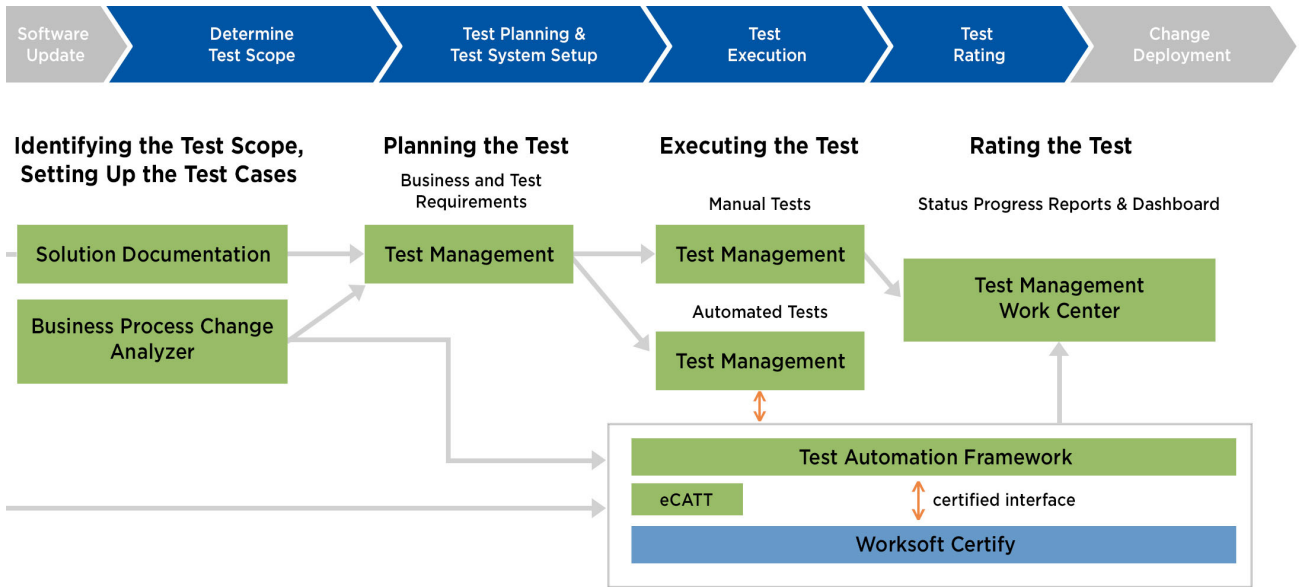 Software
Update
Determine
Test Scope
Test Planning &
Test System Setup
Test
Execution
Test
Rating
Change
Deployment
Identifying the Test Scope,
Setting Up the Test Cases
Planning the Test
Executing the Test
Rating the Test
Business and Test
Requirements
Manual Tests
Status Progress Reports & Dashboard
Solution Documentation
Test Management
Test Management
Test Management
Work Center
Business Process Change
Analyzer
Automated Tests
Test Management
Test Automation Framework
eCATT
certified interface
Worksoft Certify